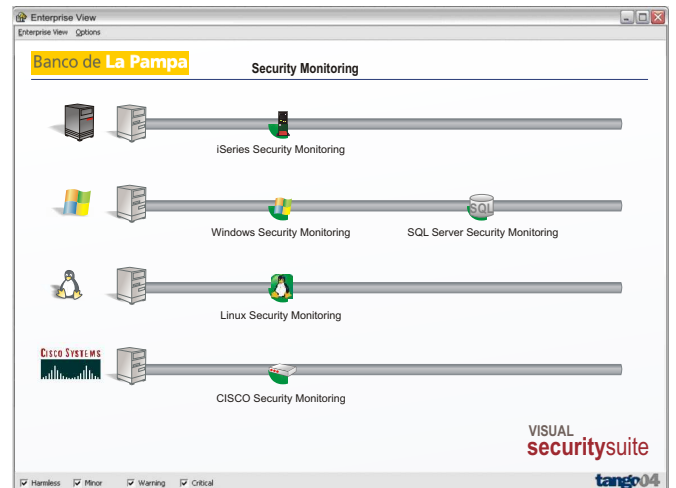 Enterprise View
Enterprise View Options
Banco de La Pampa
Security Monitoring
iSeries Security Monitoring
SQL
Windows Security Monitoring SQL Server Security Monitoring
Linux Security Monitoring
CISCO SYSTEMS
CISCO Security Monitoring
VISUAL
securitysuite
Harmless Minor Warning Critical
tango04